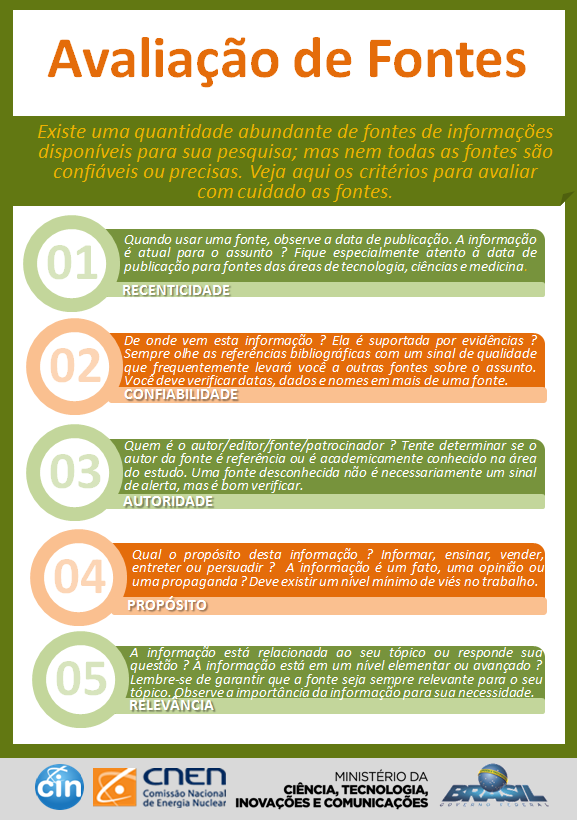 Avaliação de Fontes
Existe uma quantidade abundante de fontes de informações
disponíveis para sua pesquisa; mas nem todas as fontes são
confiáveis ou precisas. Veja aqui os critérios para avaliar
com cuidado as fontes.
01
Quando usar uma fonte, observe a data de publicação. A informação
é atual para o assunto ? Fique especialmente atento à data de
publicação para fontes das áreas de tecnologia, ciências e medicina.
RECENTICIDADE
02
De onde vem esta informação ? Ela é suportada por evidências ?
Sempre olhe as referências bibliográficas com um sinal de qualidade
que frequentemente levará você a outras fontes sobre o assunto.
Você deve verificar datas, dados e nomes em mais de uma fonte.
CONFIABILIDADE
03
Quem é o autor/editor/fonte/patrocinador ? Tente determinar se o
autor da fonte é referência ou é academicamente conhecido na área
do estudo. Uma fonte desconhecida não é necessariamente um sinal
de alerta, mas é bom verificar.
AUTORIDADE
04
Qual o propósito desta informação ? Informar, ensinar, vender,
entreter ou persuadir ? A informação é um fato, uma opinião ou
uma propaganda ? Deve existir um nível mínimo de viés no trabalho.
PROPÓSITO
05
A informação está relacionada ao seu tópico ou responde sua
questão ? A informação está em um nível elementar ou avançado ?
Lembre-se de garantir que a fonte seja sempre relevante para o seu
tópico. Observe a importância da informação para sua necessidade.
RELEVÂNCIA
cin
CNEN
Comissão Nacional
de Energia Nuclear
MINISTÉRIO DA
CIÊNCIA, TECNOLOGIA,
INOVAÇÕES E COMUNICAÇÕES
BRASIL
GOVERNO FEDERAL